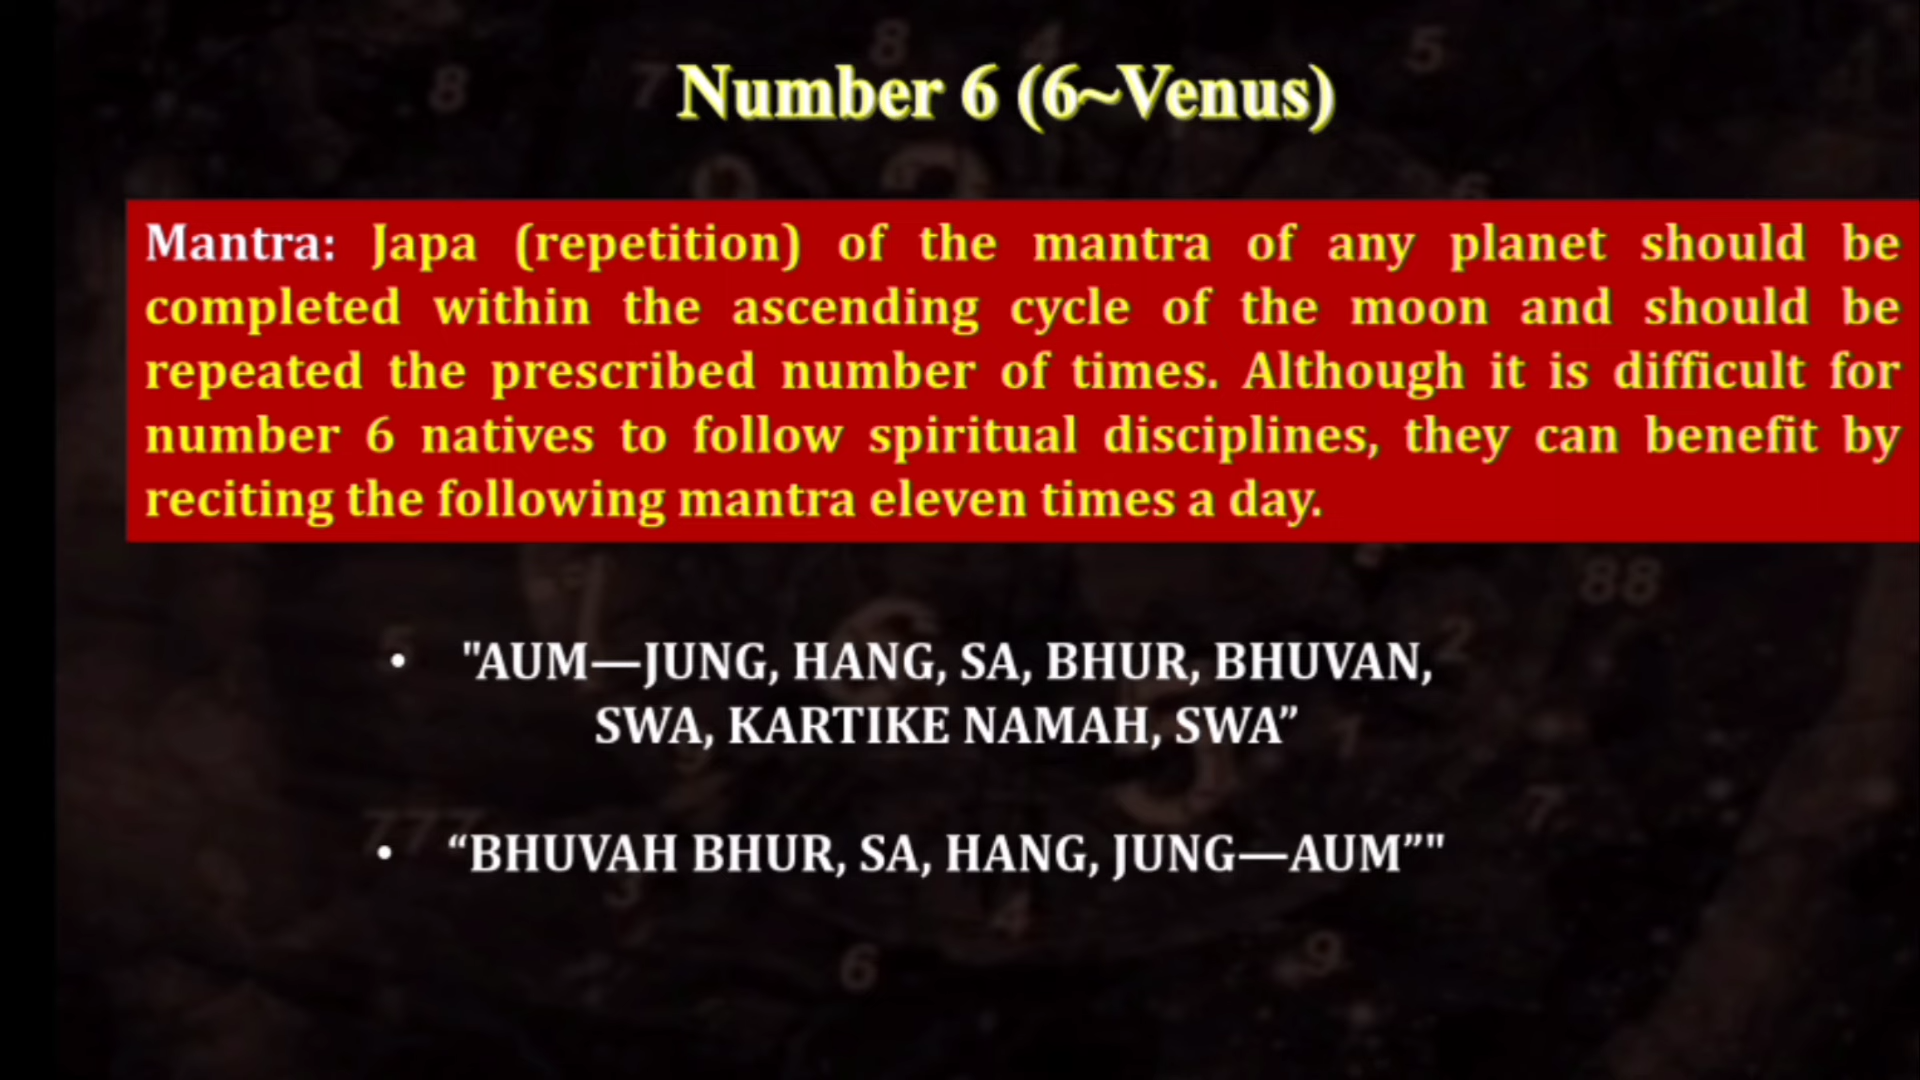 Number 6 (6~Venus)
Mantra: Japa (repetition) of the mantra of any planet should be
completed within the ascending cycle of the moon and should be
repeated the prescribed number of times. Although it is difficult for
number 6 natives to follow spiritual disciplines, they can benefit by
reciting the following mantra eleven times a day.
• "AUM—JUNG, HANG, SA, BHUR, BHUVAN,
SWA, KARTIKE NAMAH, SWA”
• “BHUVAH BHUR, SA, HANG, JUNG—AUM”"